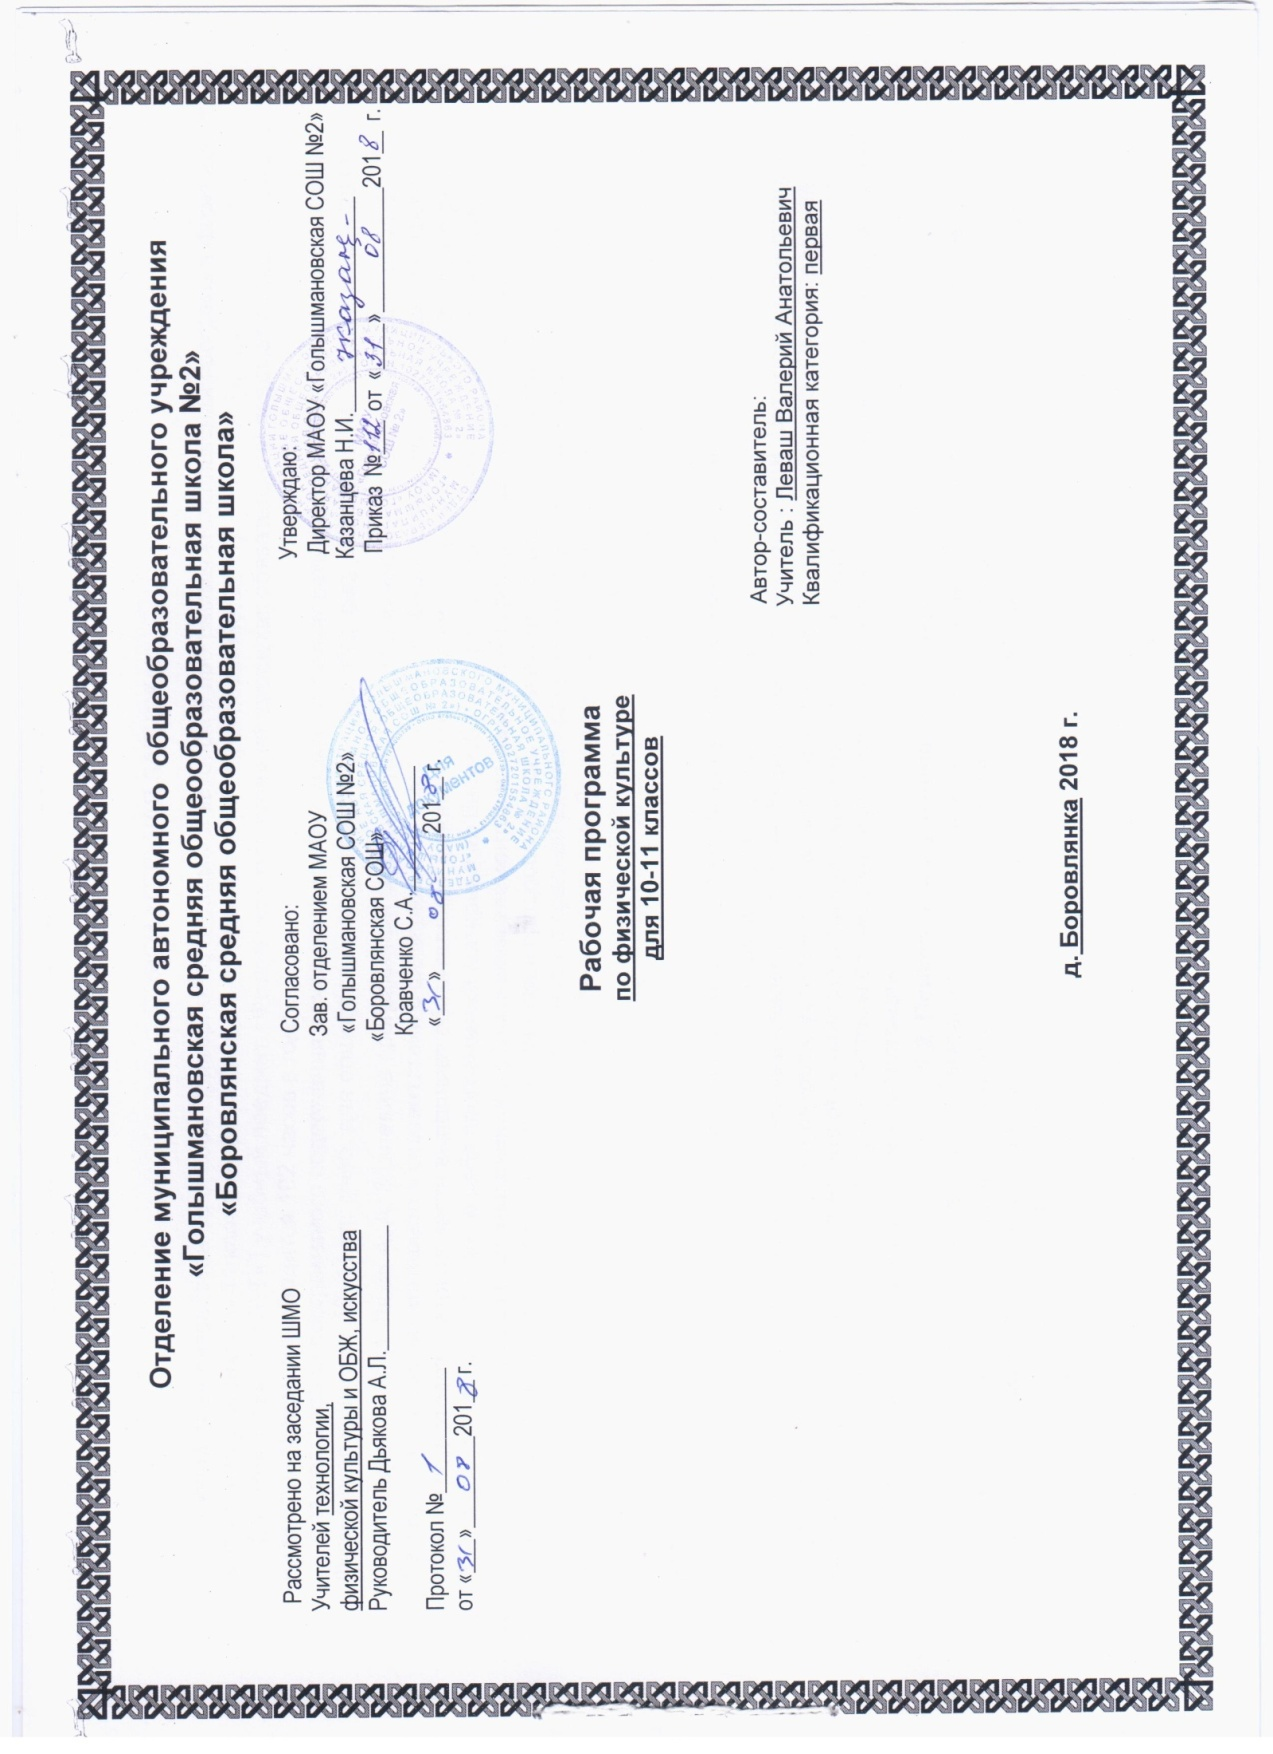 Отделение муниципального автономного общеобразовательного учреждения
«Голышмановская средняя общеобразовательная школа №2»
«Боровлянская средняя общеобразовательная школа»
Рассмотрено на заседании ШМО
Учителей технологии,
физической культуры и ОБЖ, искусства
Руководитель Дьякова А.Л.
Протокол № 1
от «31» 08 2018 г.
Согласовано:
Зав. отделением МАОУ
«Голышмановская СОШ №2»
«Боровлянская СОШ»
Кравченко С.А.
«31» 08 2018 г.
Утверждаю:
Директор МАОУ «Голышмановская СОШ №2»
Казанцева Н.И.
Приказ № от «31» 08 2018 г.
Рабочая программа
по физической культуре
для 10-11 классов
Автор-составитель:
Учитель : Леваш Валерий Анатольевич
Квалификационная категория: первая
д. Боровлянка 2018 г.